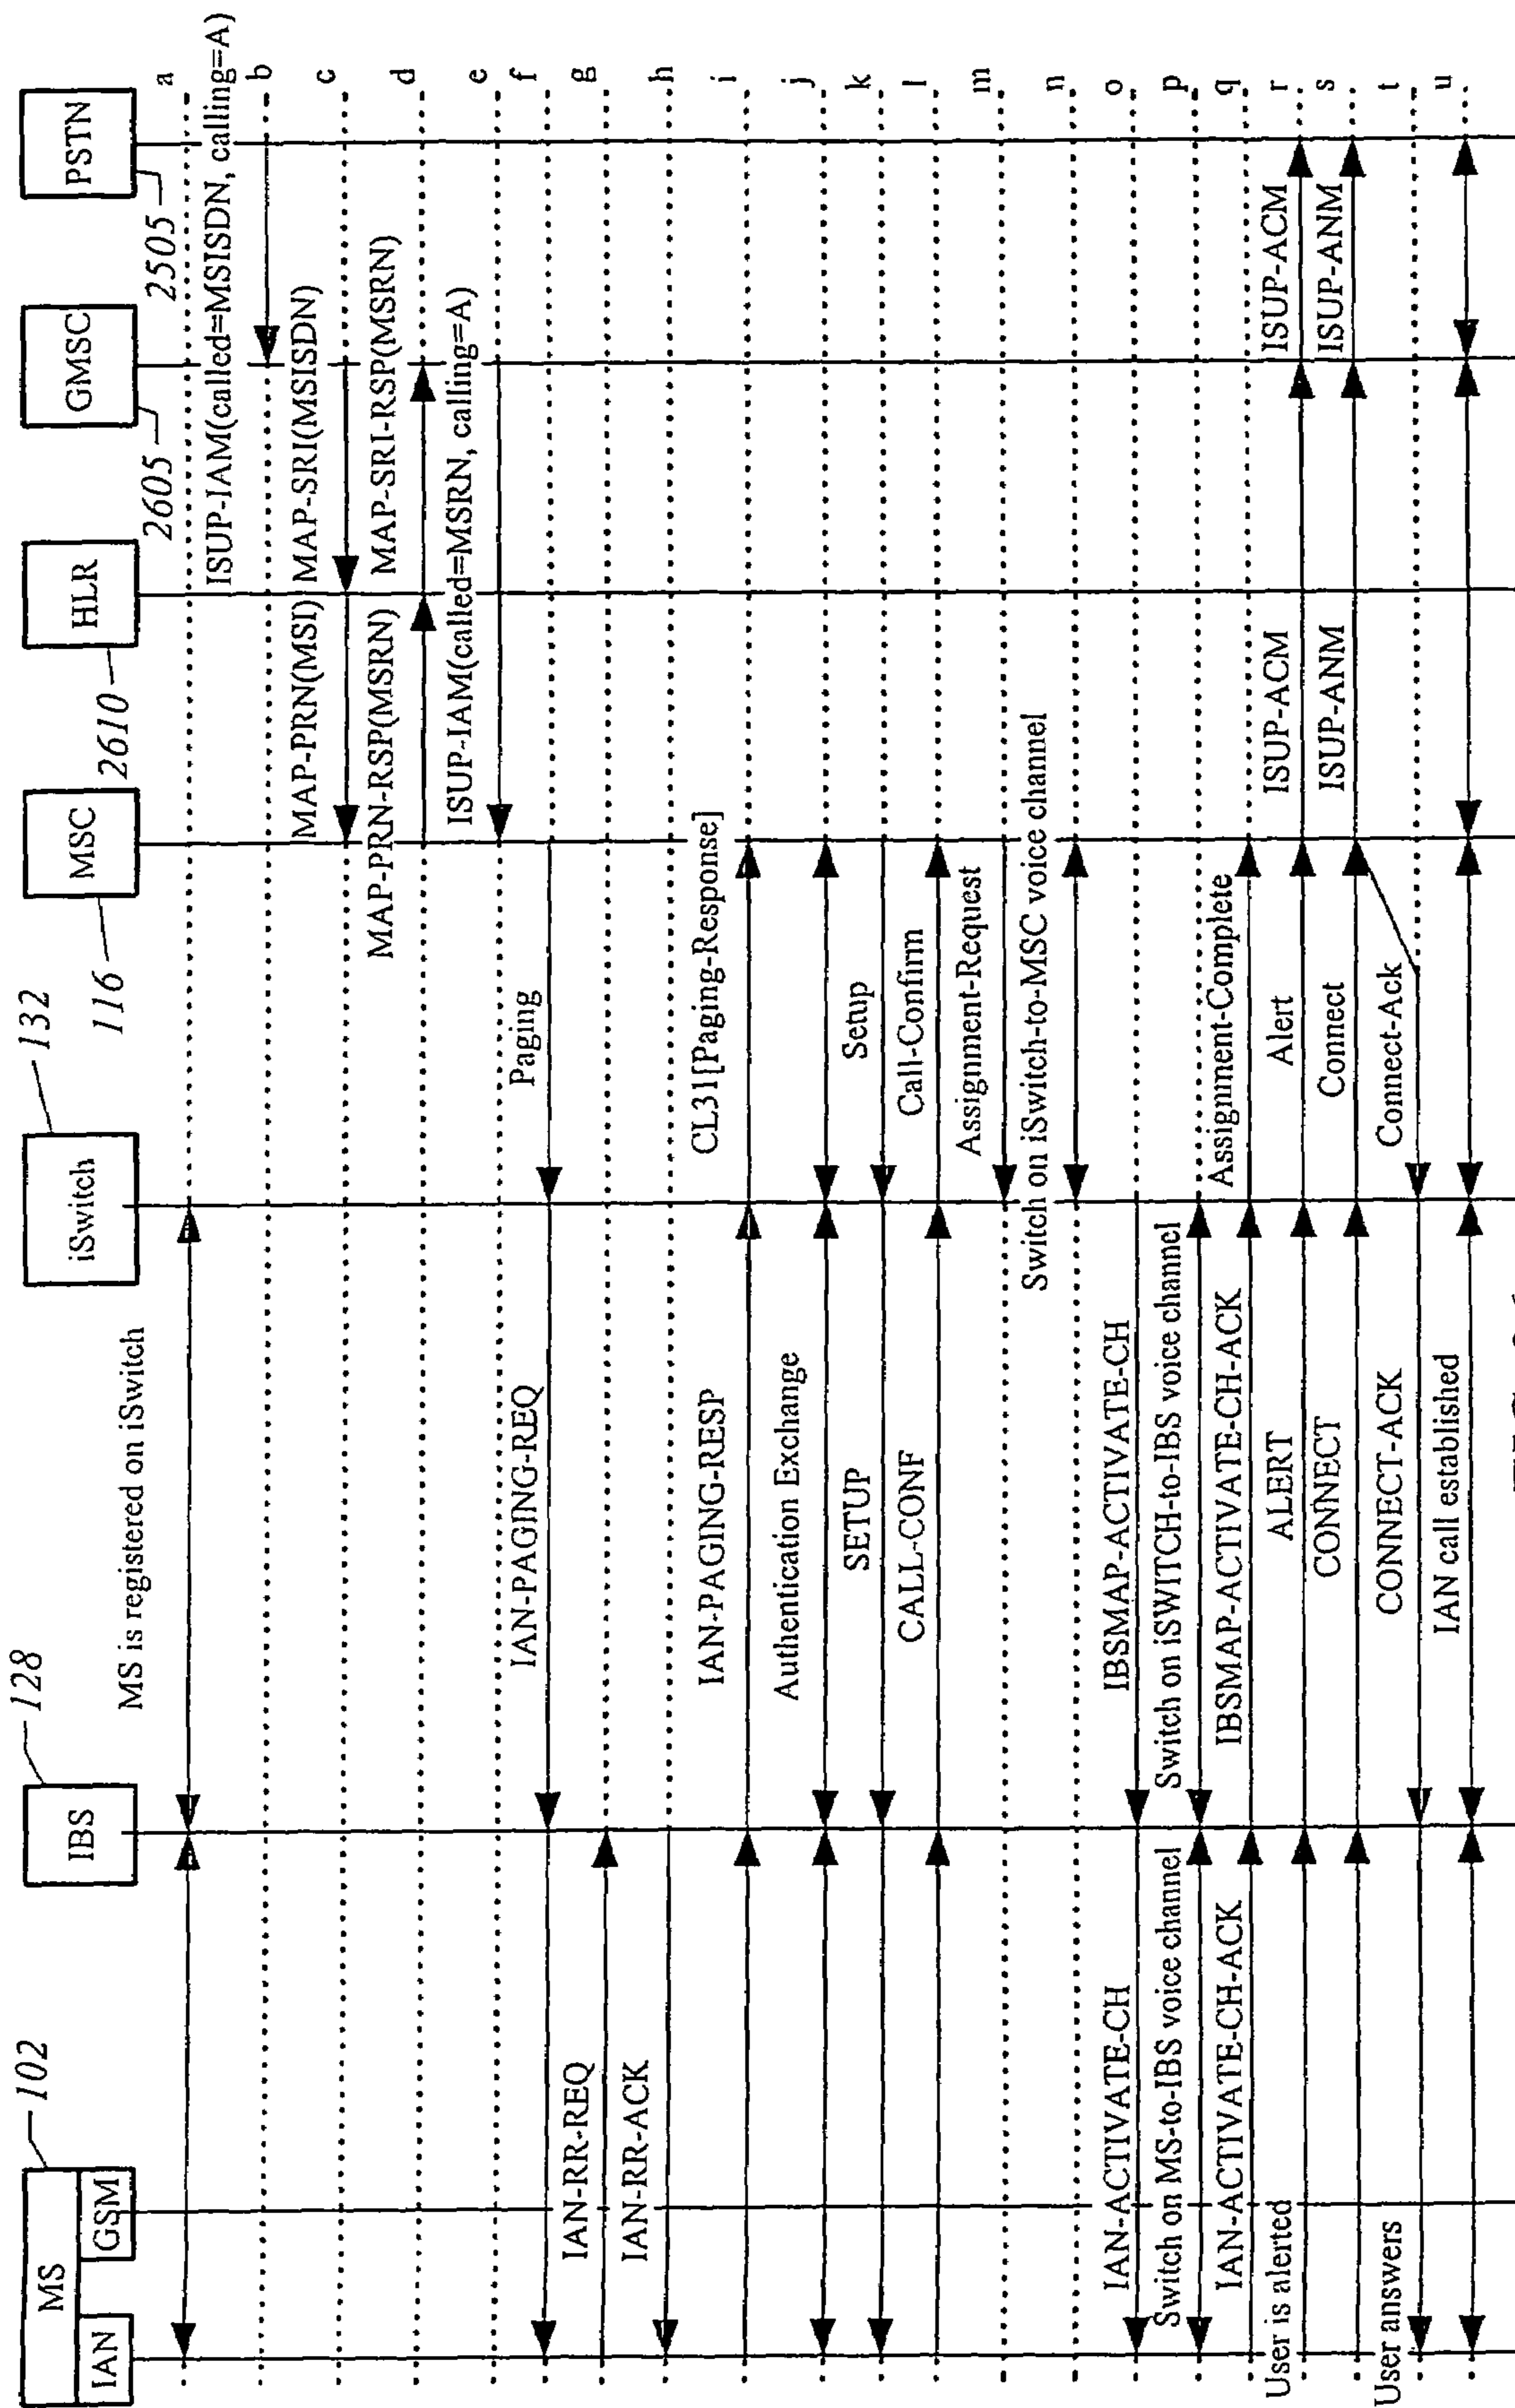 MS
IAN
GSM
102
IBS
128
iSwitch
132
MSC
116
HLR
2610
GMSC
2605
PSTN
2505
MS is registered on iSwitch
a
ISUP-IAM(called=MSISDN, calling=A)
b
MAP-PRN(MSI)
MAP-SRI(MSISDN)
c
MAP-PRN-RSP(MSRN)
MAP-SRI-RSP(MSRN)
d
ISUP-IAM(called=MSRN, calling=A)
e
IAN-PAGING-REQ
Paging
f
IAN-RR-REQ
g
IAN-RR-ACK
h
IAN-PAGING-RESP
CL31[Paging-Response]
i
Authentication Exchange
j
SETUP
Setup
k
CALL-CONF
Call-Confirm
l
Assignment-Request
m
Switch on iSwitch-to-MSC voice channel
n
IAN-ACTIVATE-CH
IBSMAP-ACTIVATE-CH
o
Switch on MS-to-IBS voice channel
Switch on iSWITCH-to-IBS voice channel
p
IAN-ACTIVATE-CH-ACK
IBSMAP-ACTIVATE-CH-ACK
Assignment-Complete
q
User is alerted
ALERT
Alert
ISUP-ACM
ISUP-ACM
r
CONNECT
Connect
ISUP-ANM
ISUP-ANM
s
User answers
CONNECT-ACK
Connect-Ack
t
IAN call established
u